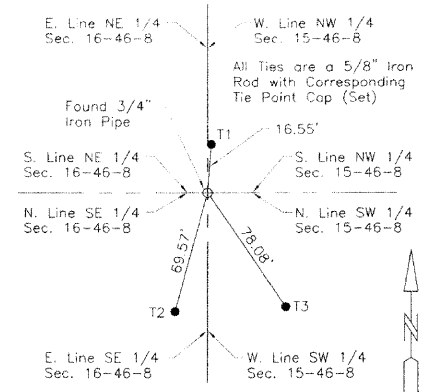 E. Line NE 1/4
Sec. 16-46-8
W. Line NW 1/4
Sec. 15-46-8
All Ties are a 5/8" Iron
Rod with Corresponding
Tie Point Cap (Set)
Found 3/4"
Iron Pipe
T1
16.55'
S. Line NE 1/4
Sec. 16-46-8
S. Line NW 1/4
Sec. 15-46-8
N. Line SE 1/4
Sec. 16-46-8
N. Line SW 1/4
Sec. 15-46-8
69.57'
78.08'
T2
T3
E. Line SE 1/4
Sec. 16-46-8
W. Line SW 1/4
Sec. 15-46-8
N